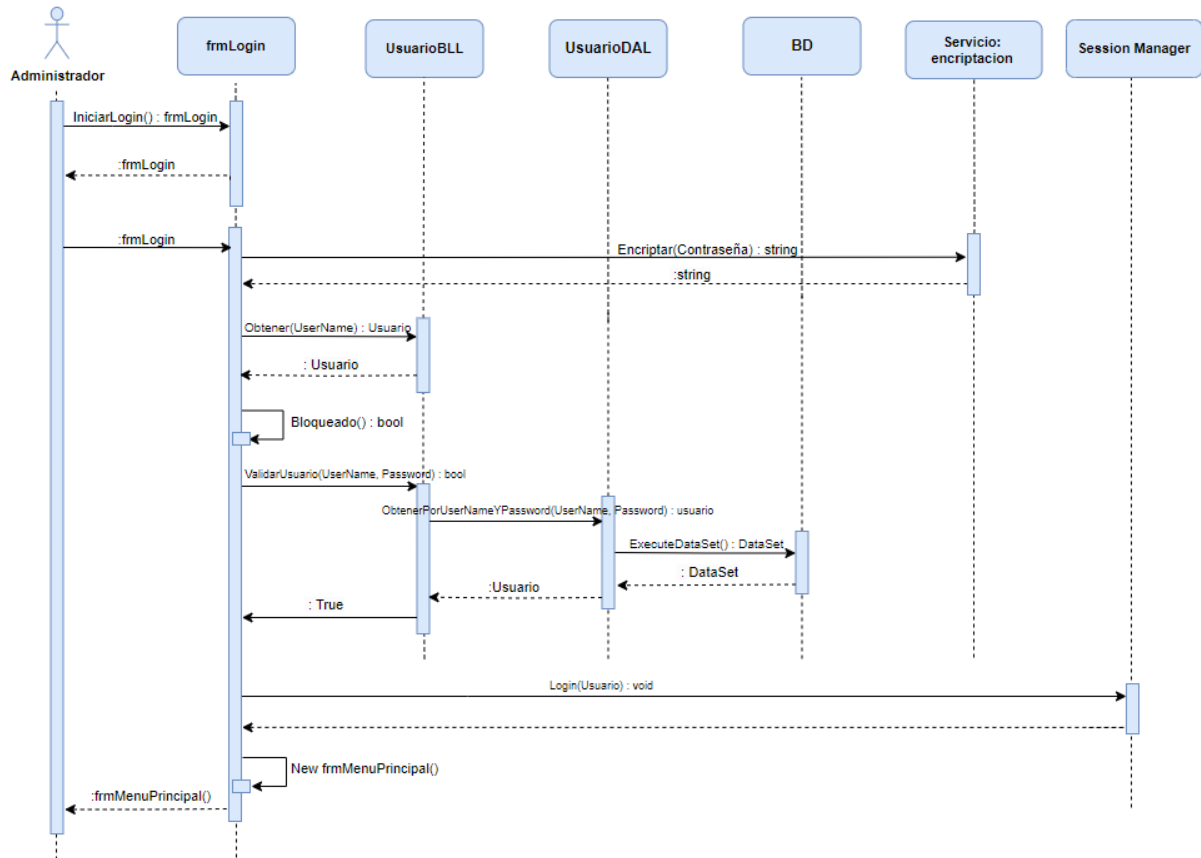 Administrador
frmLogin
UsuarioBLL
UsuarioDAL
BD
Servicio:
encriptacion
Session Manager
IniciarLogin() : frmLogin
:frmLogin
:frmLogin
Encriptar(Contraseña) : string
:string
Obtener(UserName) : Usuario
: Usuario
Bloqueado() : bool
ValidarUsuario(UserName, Password) : bool
ObtenerPorUserNameYPassword(UserName, Password) : usuario
ExecuteDataSet() : DataSet
: DataSet
:Usuario
: True
Login(Usuario) : void
New frmMenuPrincipal()
:frmMenuPrincipal()